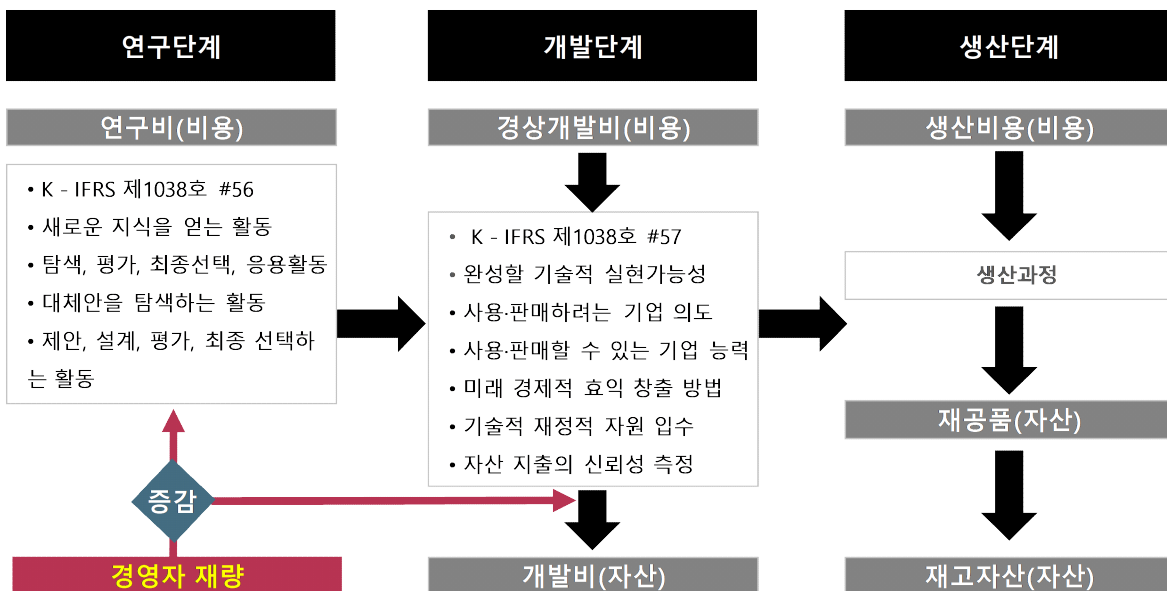 연구단계
연구비(비용)
• K - IFRS 제1038호 #56
• 새로운 지식을 얻는 활동
• 탐색, 평가, 최종선택, 응용활동
• 대체안을 탐색하는 활동
• 제안, 설계, 평가, 최종 선택하
는 활동
증감
경영자 재량
개발단계
경상개발비(비용)
• K - IFRS 제1038호 #57
• 완성할 기술적 실현가능성
• 사용·판매하려는 기업 의도
• 사용·판매할 수 있는 기업 능력
• 미래 경제적 효익 창출 방법
• 기술적 재정적 자원 입수
• 자산 지출의 신뢰성 측정
개발비(자산)
생산단계
생산비용(비용)
생산과정
재공품(자산)
재고자산(자산)